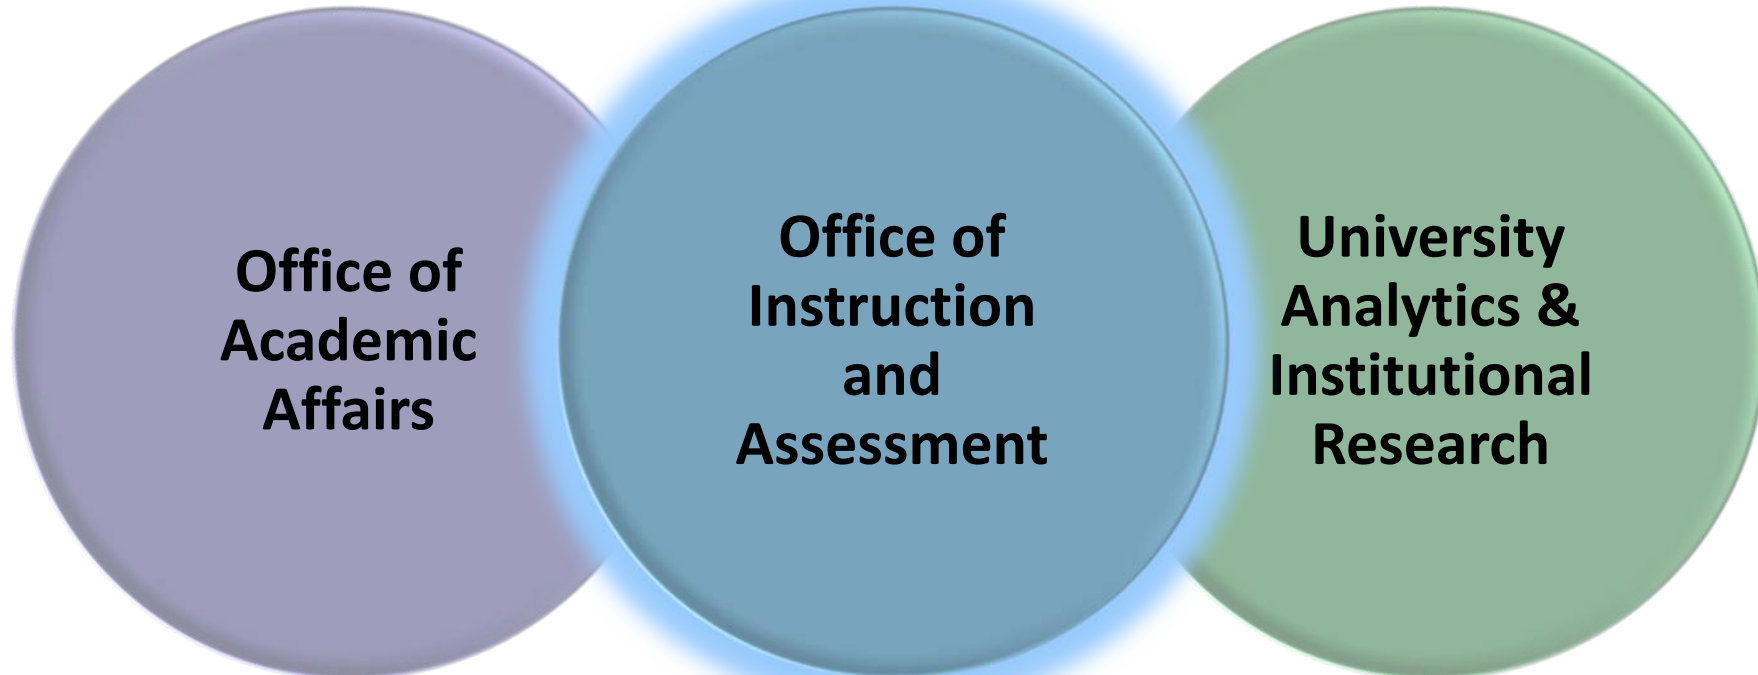 Office of
Academic
Affairs
Office of
Instruction
and
Assessment
University
Analytics &
Institutional
Research